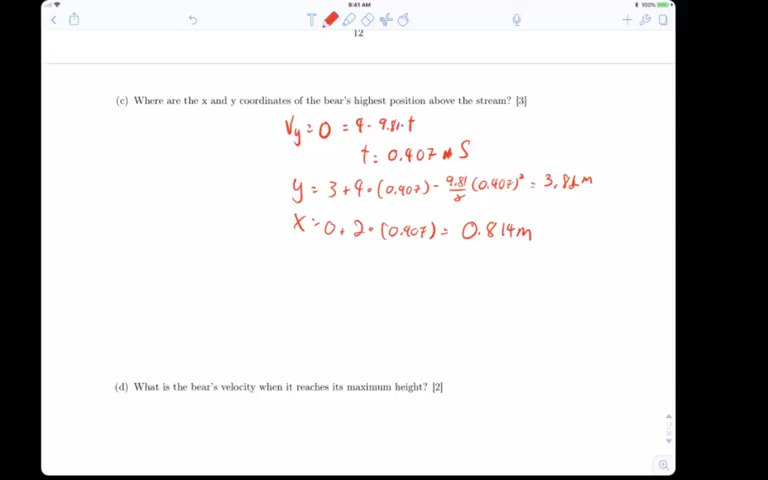 9:41 AM
100%
12
(c) Where are the x and y coordinates of the bear's highest position above the stream? [3]
Vy = 0 = 4 - 9.81·t
t = 0.407 s
y = 3 + 4·(0.407) - 9.81/2 (0.407)² = 3.82 m
x = 0 + 2·(0.407) = 0.814 m
(d) What is the bear's velocity when it reaches its maximum height? [2]